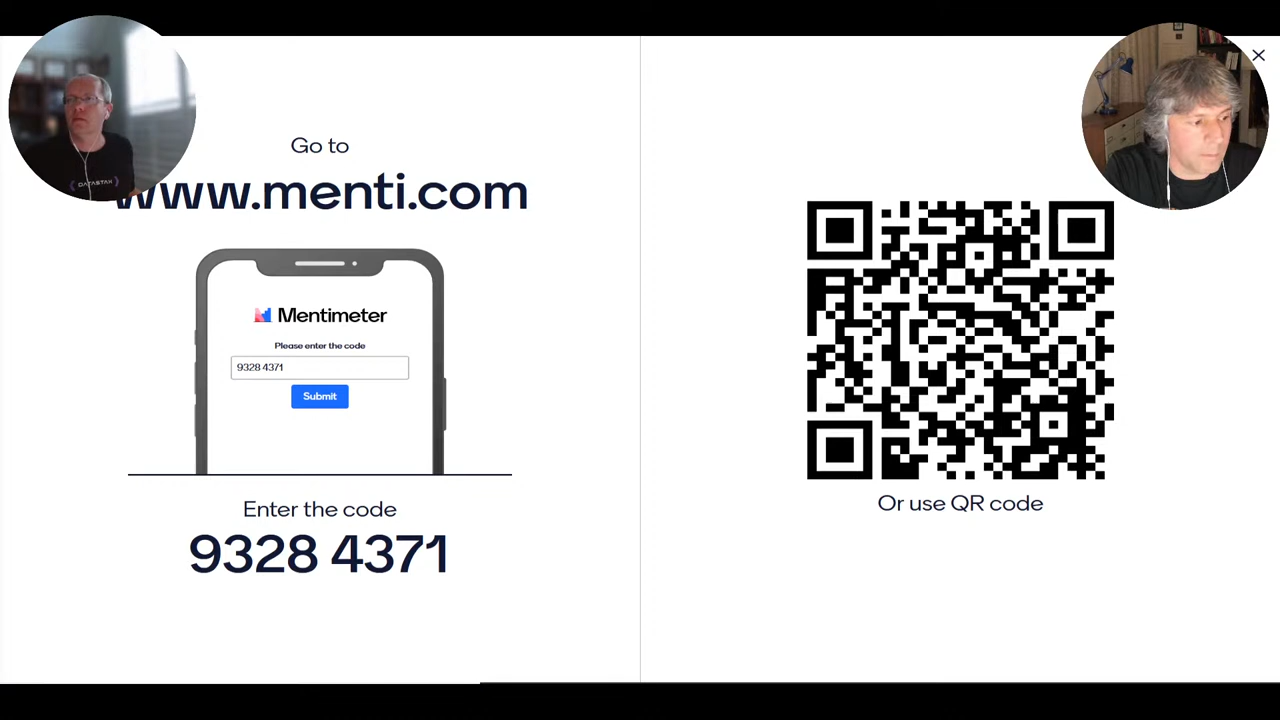 Go to
www.menti.com
Mentimeter
Please enter the code
9328 4371
Submit
Enter the code
9328 4371
Or use QR code
DATASTAX